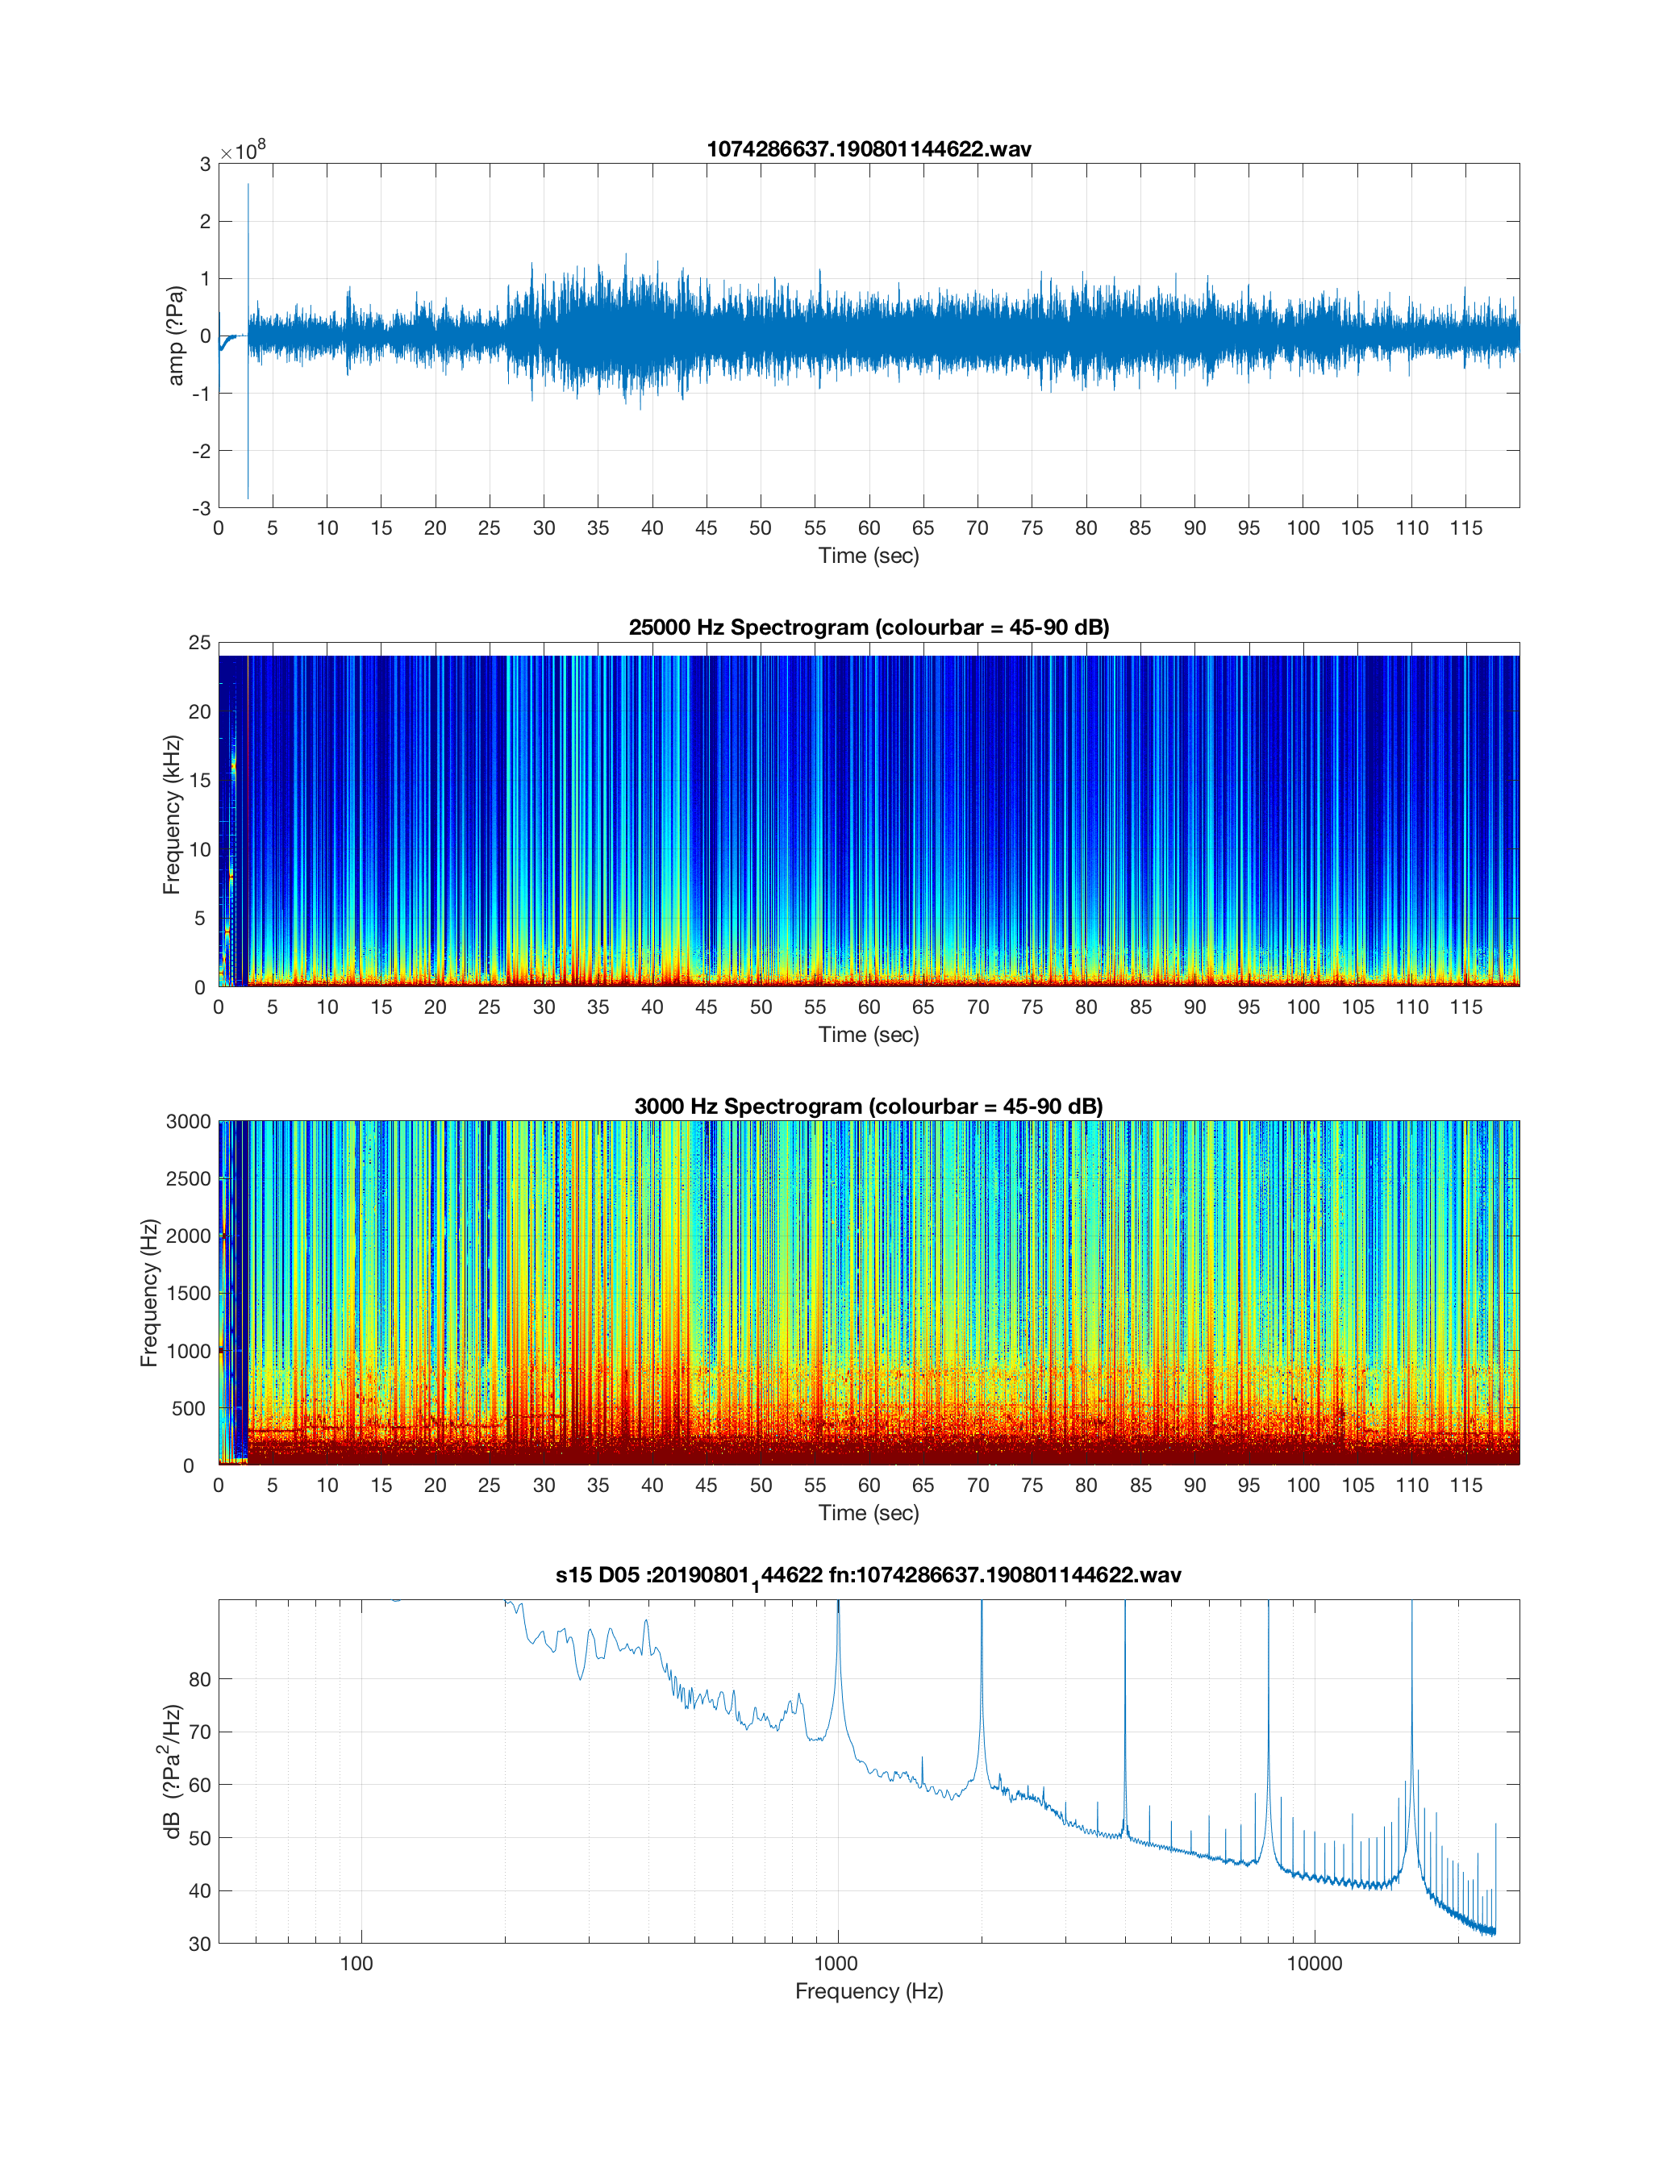 1074286637.190801144622.wav
×10^8
3
2
1
0
-1
-2
-3
amp (?Pa)
0 5 10 15 20 25 30 35 40 45 50 55 60 65 70 75 80 85 90 95 100 105 110 115
Time (sec)
25000 Hz Spectrogram (colourbar = 45-90 dB)
25
20
15
10
5
0
Frequency (kHz)
0 5 10 15 20 25 30 35 40 45 50 55 60 65 70 75 80 85 90 95 100 105 110 115
Time (sec)
3000 Hz Spectrogram (colourbar = 45-90 dB)
3000
2500
2000
1500
1000
500
0
Frequency (Hz)
0 5 10 15 20 25 30 35 40 45 50 55 60 65 70 75 80 85 90 95 100 105 110 115
Time (sec)
s15 D05 :20190801_144622 fn:1074286637.190801144622.wav
80
70
60
50
40
30
dB (?Pa^2/Hz)
100 1000 10000
Frequency (Hz)